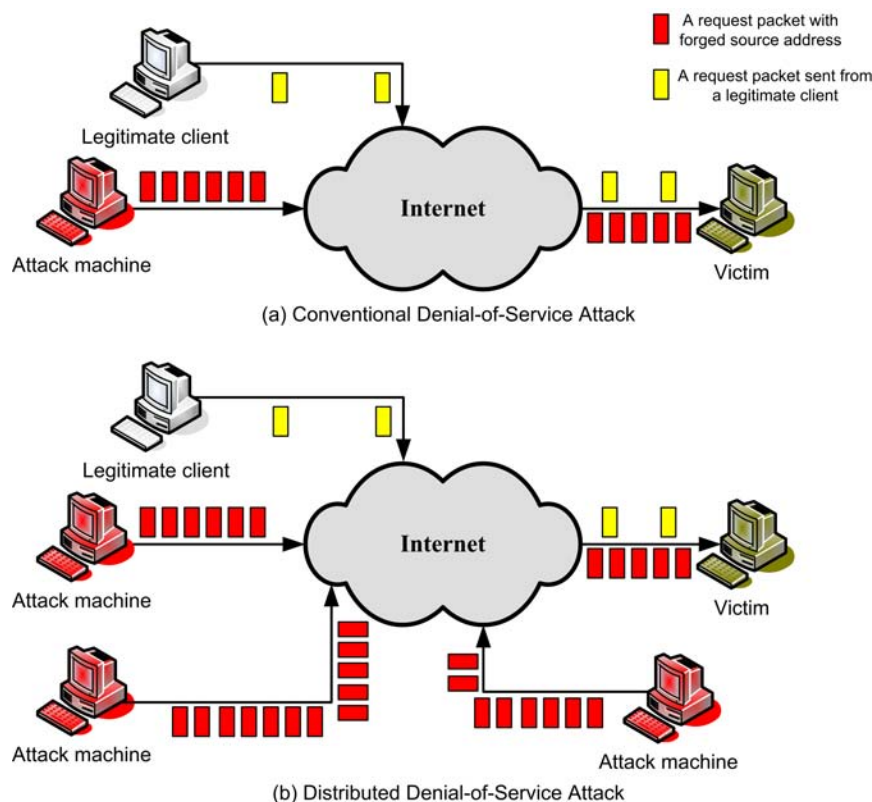 A request packet with
forged source address
A request packet sent from
a legitimate client
Legitimate client
Attack machine
Internet
Victim
(a) Conventional Denial-of-Service Attack
Legitimate client
Attack machine
Internet
Victim
Attack machine
Attack machine
(b) Distributed Denial-of-Service Attack